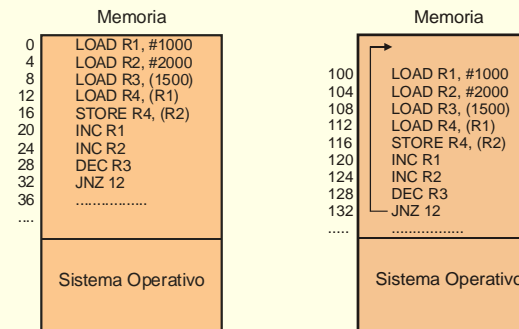 Memoria
0 LOAD R1, #1000
4 LOAD R2, #2000
8 LOAD R3, (1500)
12 LOAD R4, (R1)
16 STORE R4, (R2)
20 INC R1
24 INC R2
28 DEC R3
32 JNZ 12
36 .................
....
Sistema Operativo
Memoria
100 LOAD R1, #1000
104 LOAD R2, #2000
108 LOAD R3, (1500)
112 LOAD R4, (R1)
116 STORE R4, (R2)
120 INC R1
124 INC R2
128 DEC R3
132 JNZ 12
..... .................
Sistema Operativo